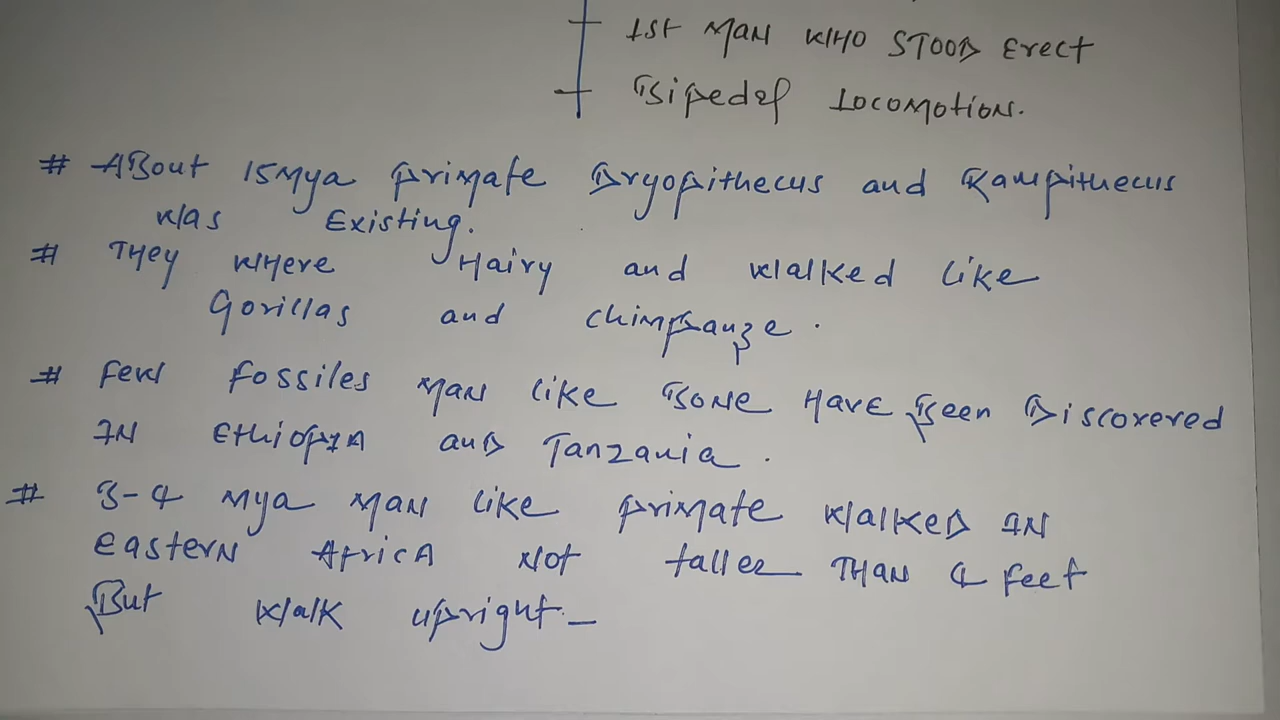 1ST MAN WHO STOOD Erect
Bipedal Locomotion.
# About 15mya primate Dryopithecus and Rampithecus
was Existing.
# They where Hairy and walked like
Gorillas and chimpanze.
# Few fossiles man like Bone Have Been Discovered
IN EthiopIA and Tanzania.
# 3-4 mya man like primate walked IN
Eastern Africa Not taller THAN 4 feet
But walk upright_